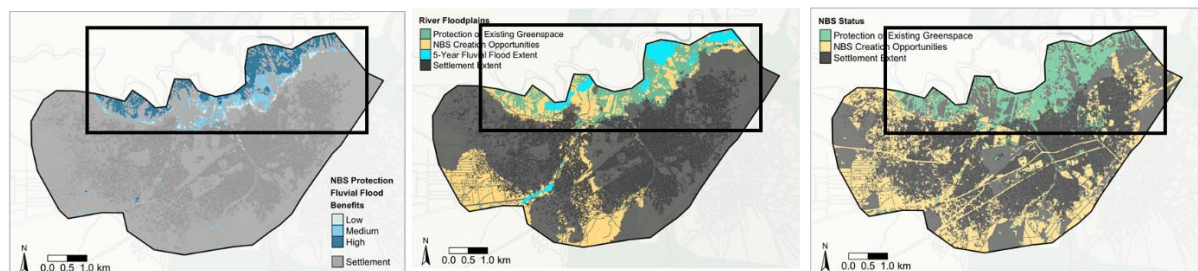 NBS Protection
Fluvial Flood
Benefits
Low
Medium
High
Settlement
N
0.0 0.5 1.0 km
River Floodplains
Protection of Existing Greenspace
NBS Creation Opportunities
5-Year Fluvial Flood Extent
Settlement Extent
N
0.0 0.5 1.0 km
NBS Status
Protection of Existing Greenspace
NBS Creation Opportunities
Settlement Extent
N
0.0 0.5 1.0 km